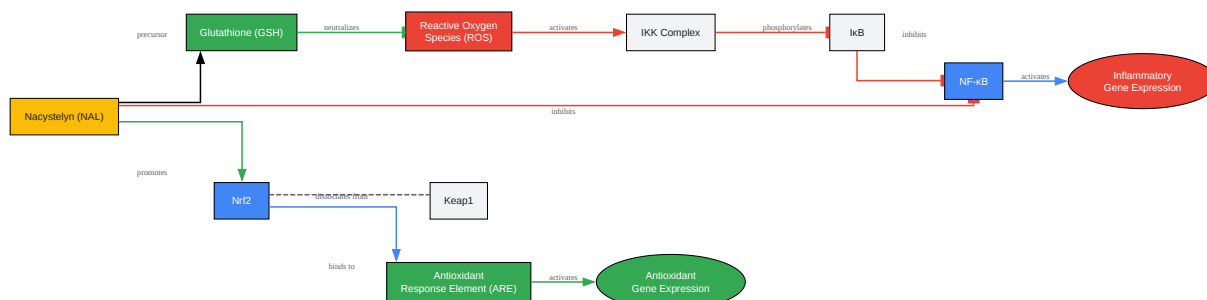 precursor
Glutathione (GSH)
neutralizes
Reactive Oxygen
Species (ROS)
activates
IKK Complex
phosphorylates
IκB
inhibits
NF-κB
activates
Inflammatory
Gene Expression
Nacystelyn (NAL)
inhibits
promotes
Nrf2
dissociates from
Keap1
binds to
Antioxidant
Response Element (ARE)
activates
Antioxidant
Gene Expression